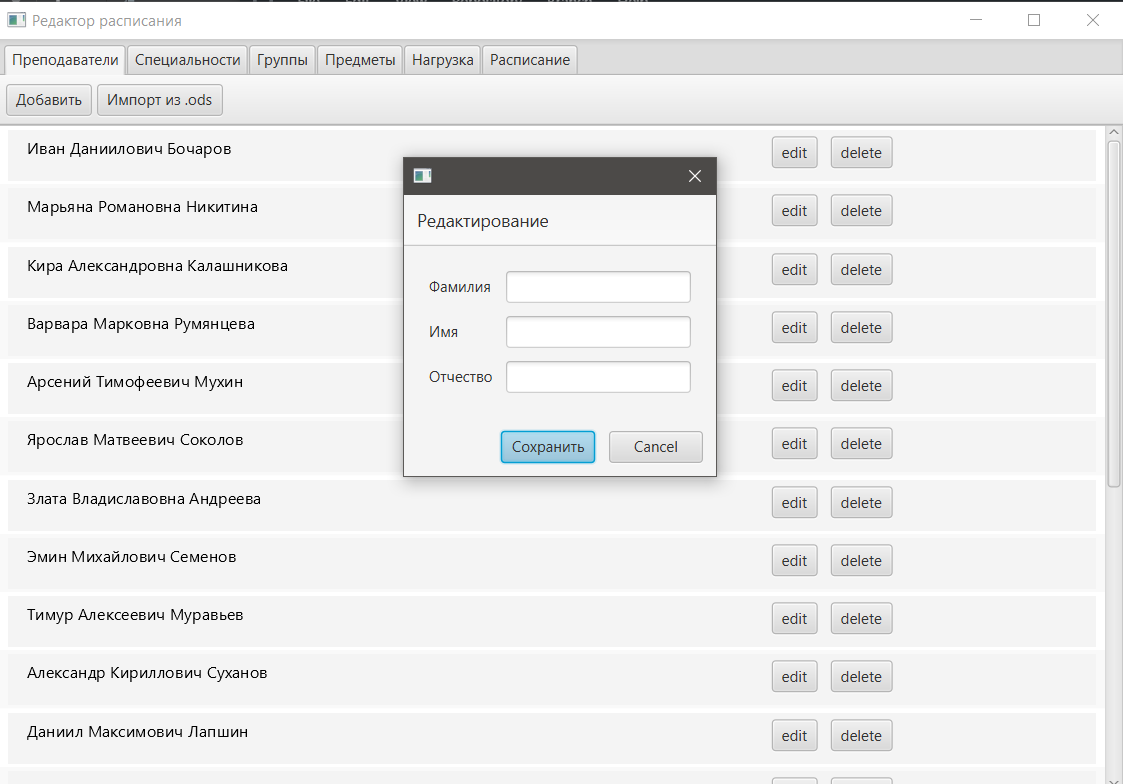 Редактор расписания
Преподаватели Специальности Группы Предметы Нагрузка Расписание
Добавить Импорт из .ods
Иван Даниилович Бочаров edit delete
Марьяна Романовна Никитина edit delete
Кира Александровна Калашникова edit delete
Варвара Марковна Румянцева edit delete
Арсений Тимофеевич Мухин edit delete
Ярослав Матвеевич Соколов edit delete
Злата Владиславовна Андреева edit delete
Эмин Михайлович Семенов edit delete
Тимур Алексеевич Муравьев edit delete
Александр Кириллович Суханов edit delete
Даниил Максимович Лапшин edit delete
Редактирование
Фамилия
Имя
Отчество
Сохранить Cancel